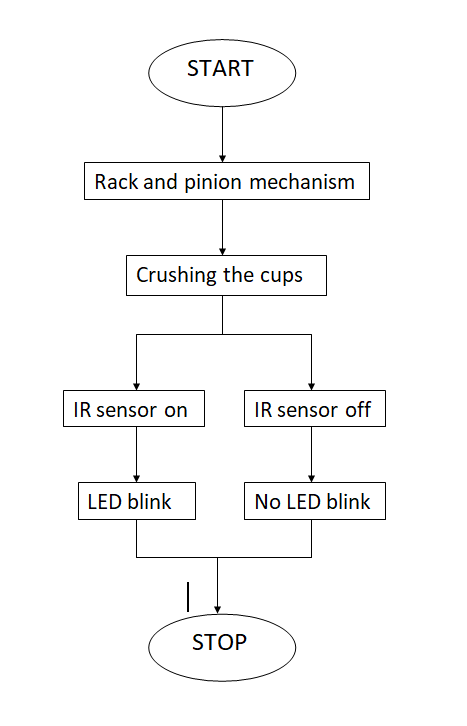 START
Rack and pinion mechanism
Crushing the cups
IR sensor on
IR sensor off
LED blink
No LED blink
STOP